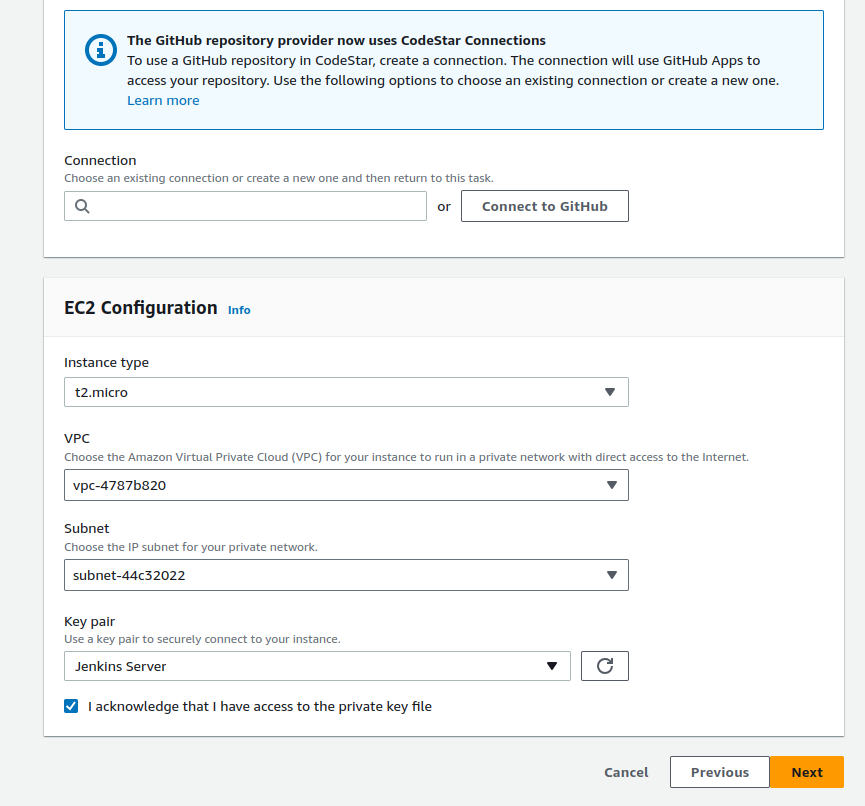 The GitHub repository provider now uses CodeStar Connections
To use a GitHub repository in CodeStar, create a connection. The connection will use GitHub Apps to
access your repository. Use the following options to choose an existing connection or create a new one.
Learn more
Connection
Choose an existing connection or create a new one and then return to this task.
or Connect to GitHub
EC2 Configuration Info
Instance type
t2.micro
VPC
Choose the Amazon Virtual Private Cloud (VPC) for your instance to run in a private network with direct access to the Internet.
vpc-4787b820
Subnet
Choose the IP subnet for your private network.
subnet-44c32022
Key pair
Use a key pair to securely connect to your instance.
Jenkins Server
I acknowledge that I have access to the private key file
Cancel Previous Next